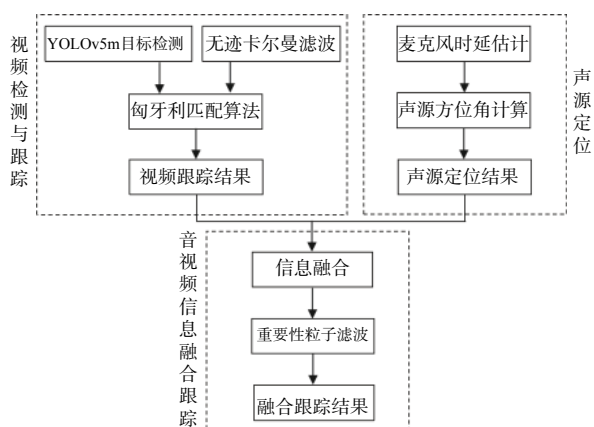 视频检测与跟踪
YOLOv5m目标检测
无迹卡尔曼滤波
匈牙利匹配算法
视频跟踪结果
麦克风时延估计
声源方位角计算
声源定位结果
声源定位
音视频信息融合跟踪
信息融合
重要性粒子滤波
融合跟踪结果